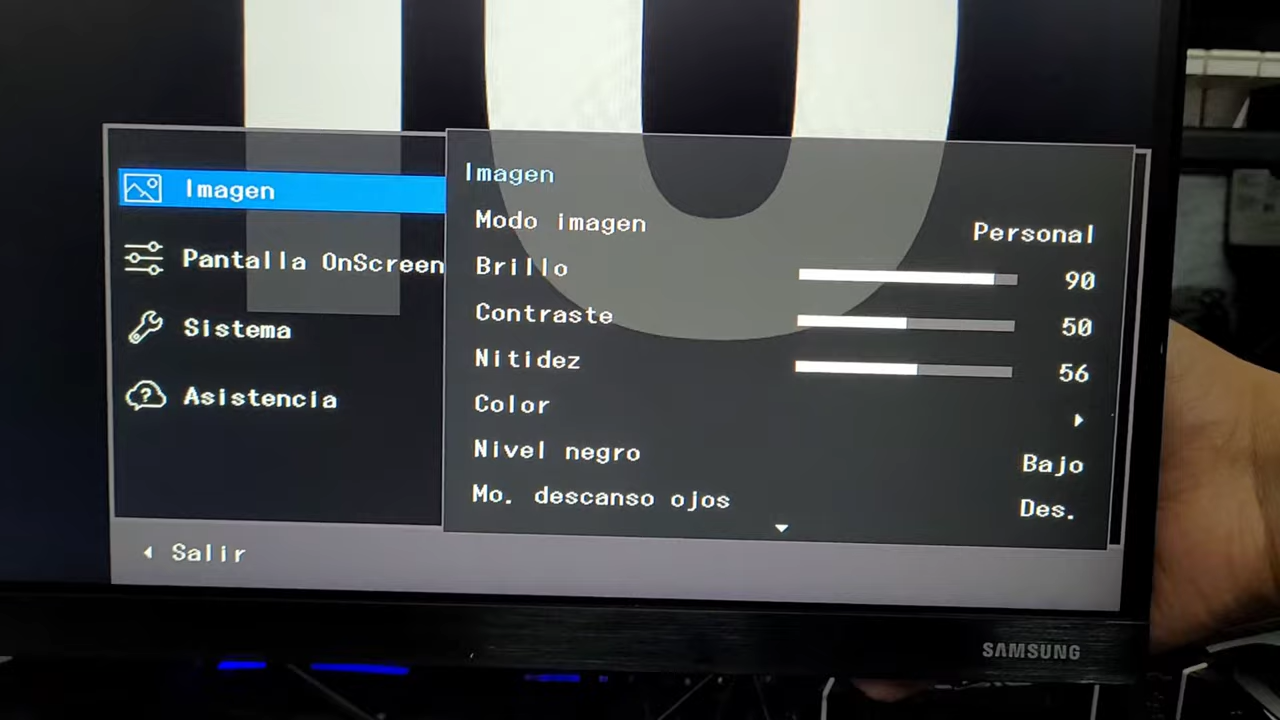 10
Imagen
Pantalla OnScreen
Sistema
Asistencia
Imagen
Modo imagen Personal
Brillo 90
Contraste 50
Nitidez 56
Color
Nivel negro Bajo
Mo. descanso ojos Des.
Salir
SAMSUNG